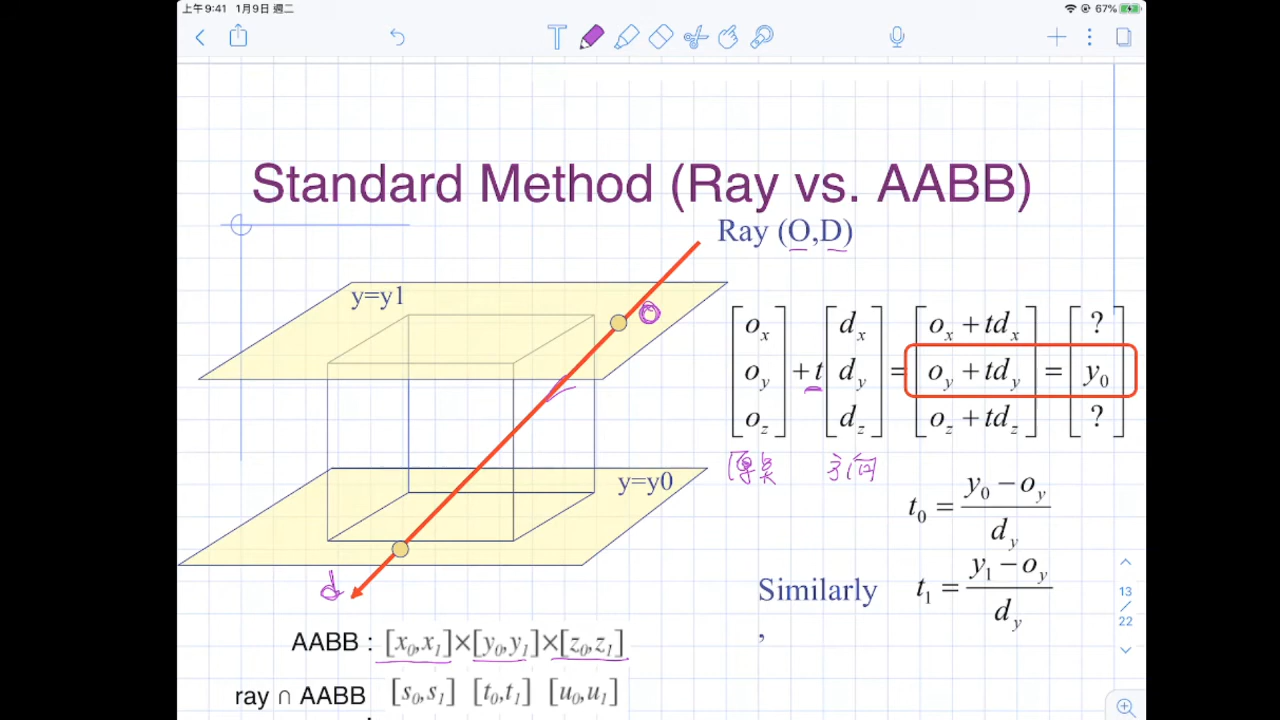 上午9:41 1月9日 週二
67%
Standard Method (Ray vs. AABB)
Ray (O,D)
y=y1
O
[o_x o_y o_z] + t [d_x d_y d_z] = [o_x + td_x o_y + td_y o_z + td_z] = [? y_0 ?]
方向
y=y0
t_0 = (y_0 − o_y) / d_y
d
Similarly
,
t_1 = (y_1 − o_y) / d_y
13
/
22
AABB : [x_0,x_1]×[y_0,y_1]×[z_0,z_1]
ray ∩ AABB [s_0,s_1] [t_0,t_1] [u_0,u_1]